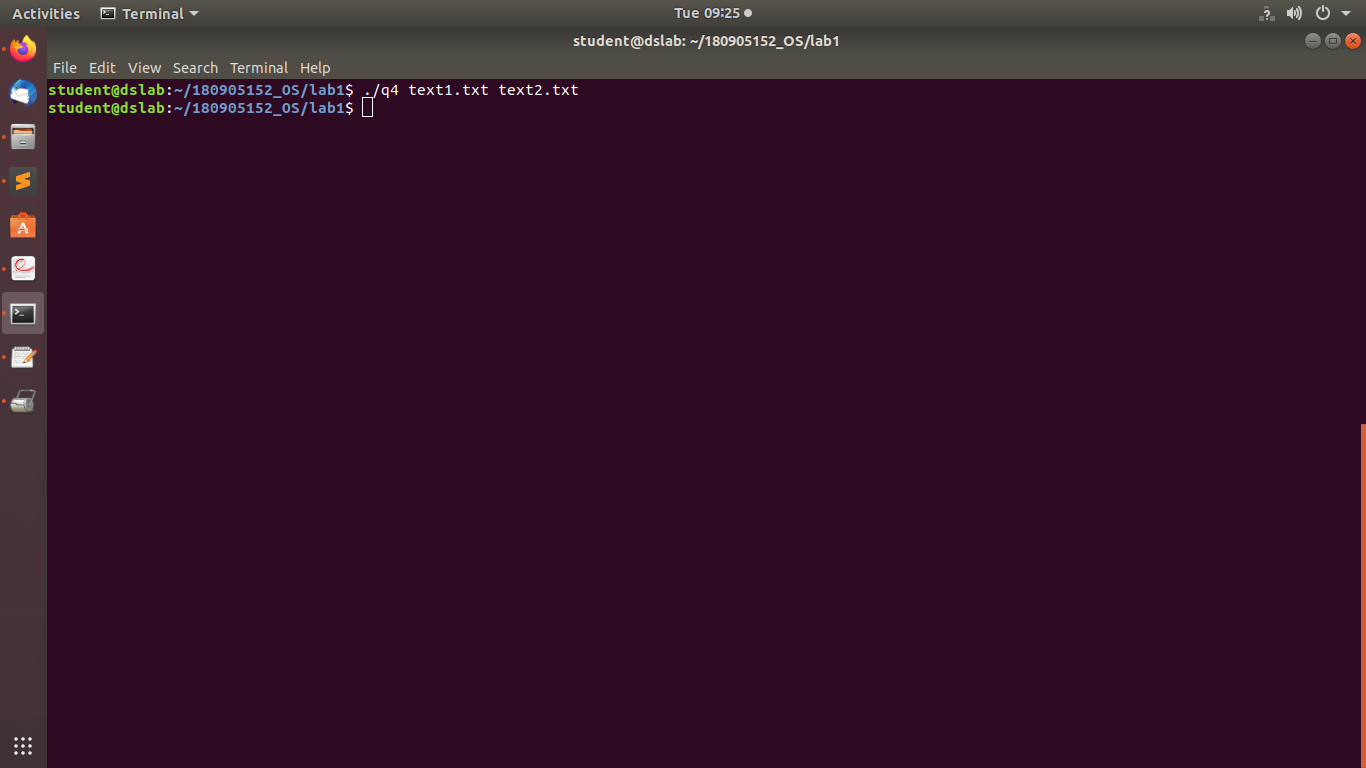 Activities Terminal Tue 09:25
student@dslab: ~/180905152_OS/lab1
File Edit View Search Terminal Help
student@dslab:~/180905152_OS/lab1$ ./q4 text1.txt text2.txt
student@dslab:~/180905152_OS/lab1$